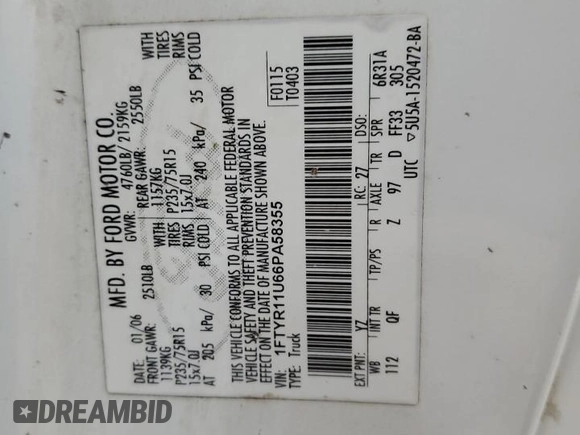 MFD. BY FORD MOTOR CO.
DATE: 01/06 GVWR: 4760LB/ 2159KG
FRONT GAWR: 2510LB REAR GAWR: 2550LB
1139KG 1157KG WITH
P235/75R15 P235/75R15 TIRES
15x7.0J 15x7.0J RIMS
AT 205 kPa/ 30 PSI COLD AT 240 kPa/ 35 PSI COLD
THIS VEHICLE CONFORMS TO ALL APPLICABLE FEDERAL MOTOR
VEHICLE SAFETY AND THEFT PREVENTION STANDARDS IN
EFFECT ON THE DATE OF MANUFACTURE SHOWN ABOVE.
VIN: 1FTYR11U66PA58355
TYPE: Truck
F0115
T0403
EXT PNT: YZ RC: 27 DSO:
WB INT TR TP/PS R AXLE TR SPR
112 QF Z 97 D FF33 6R31A
305
UTC ▽5U5A-1520472-BA
WITH
TIRES
RIMS
DREAMBID